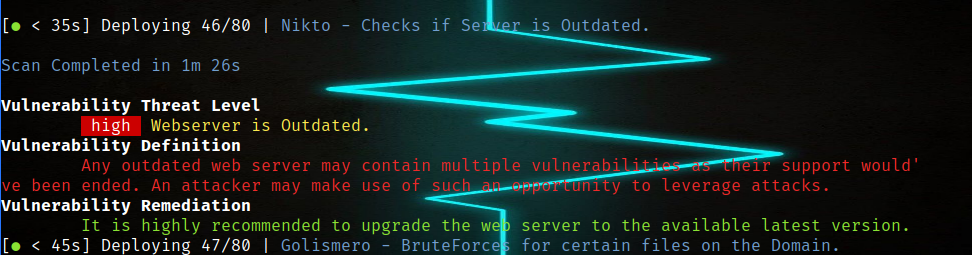 [● < 35s] Deploying 46/80 | Nikto - Checks if Server is Outdated.
Scan Completed in 1m 26s
Vulnerability Threat Level
high Webserver is Outdated.
Vulnerability Definition
Any outdated web server may contain multiple vulnerabilities as their support would'
ve been ended. An attacker may make use of such an opportunity to leverage attacks.
Vulnerability Remediation
It is highly recommended to upgrade the web server to the available latest version.
[● < 45s] Deploying 47/80 | Golismero - BruteForces for certain files on the Domain.